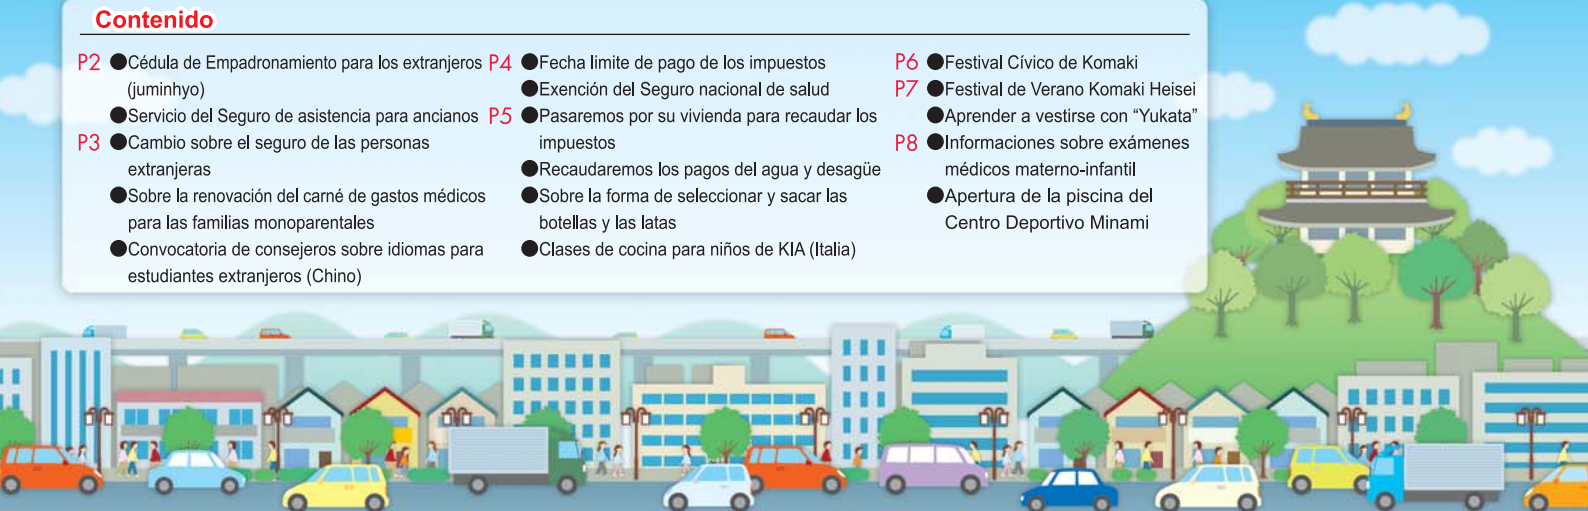 Contenido
P2 ●Cédula de Empadronamiento para los extranjeros
(juminhyo)
●Servicio del Seguro de asistencia para ancianos
P3 ●Cambio sobre el seguro de las personas
extranjeras
●Sobre la renovación del carné de gastos médicos
para las familias monoparentales
●Convocatoria de consejeros sobre idiomas para
estudiantes extranjeros (Chino)
P4 ●Fecha limite de pago de los impuestos
●Exención del Seguro nacional de salud
P5 ●Pasaremos por su vivienda para recaudar los
impuestos
●Recaudaremos los pagos del agua y desagüe
●Sobre la forma de seleccionar y sacar las
botellas y las latas
●Clases de cocina para niños de KIA (Italia)
P6 ●Festival Cívico de Komaki
P7 ●Festival de Verano Komaki Heisei
●Aprender a vestirse con “Yukata”
P8 ●Informaciones sobre exámenes
médicos materno-infantil
●Apertura de la piscina del
Centro Deportivo Minami